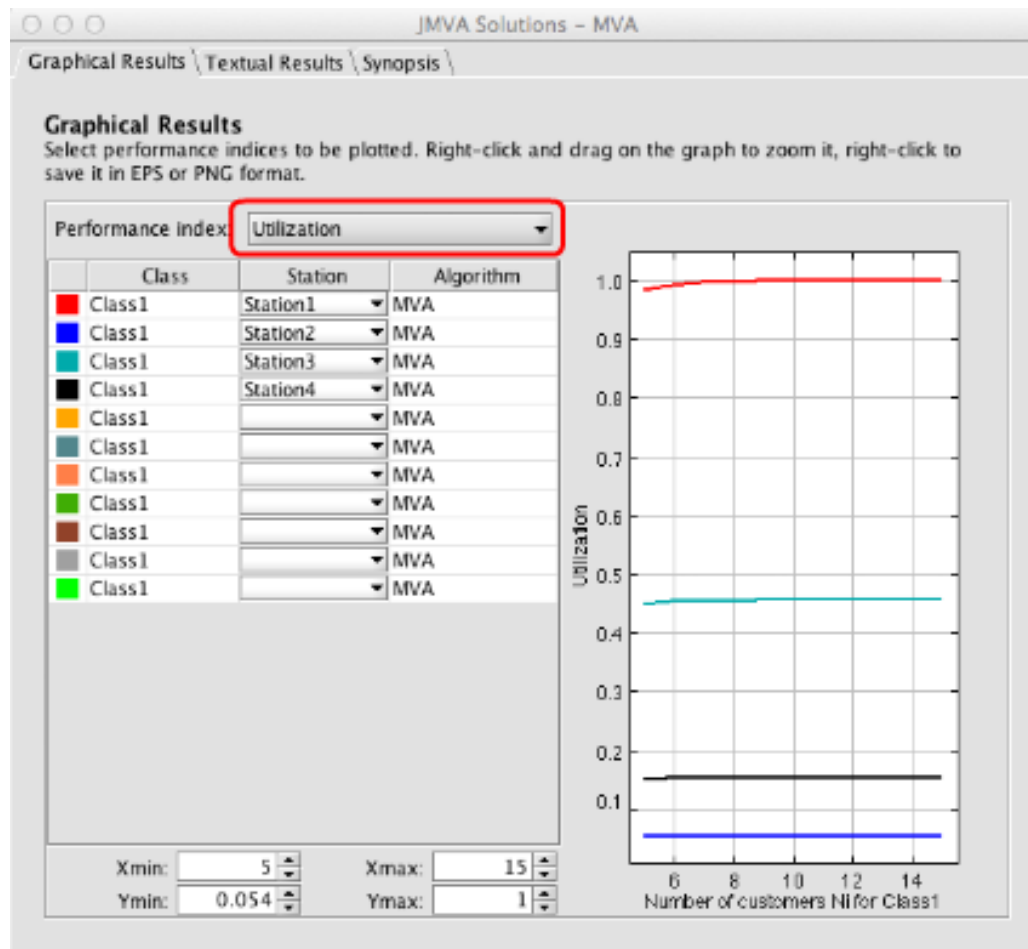 JMVA Solutions - MVA
Graphical Results \ Textual Results \ Synopsis \
Graphical Results
Select performance indices to be plotted. Right-click and drag on the graph to zoom it, right-click to
save it in EPS or PNG format.
Performance index: Utilization
Class Station Algorithm
Class1 Station1 MVA
Class1 Station2 MVA
Class1 Station3 MVA
Class1 Station4 MVA
Class1 MVA
Class1 MVA
Class1 MVA
Class1 MVA
Class1 MVA
Class1 MVA
Class1 MVA
Xmin: 5 Xmax: 15
Ymin: 0.054 Ymax: 1
1.0
0.9
0.8
0.7
0.6
0.5
0.4
0.3
0.2
0.1
Utilization
6 8 10 12 14
Number of customers Ni for Class1